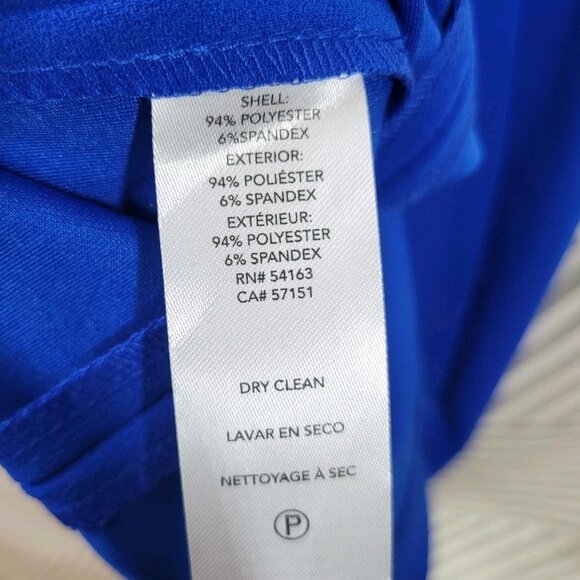 SHELL:
94% POLYESTER
6%SPANDEX
EXTERIOR:
94% POLIÉSTER
6% SPANDEX
EXTÉRIEUR:
94% POLYESTER
6% SPANDEX
RN# 54163
CA# 57151
DRY CLEAN
LAVAR EN SECO
NETTOYAGE À SEC
P